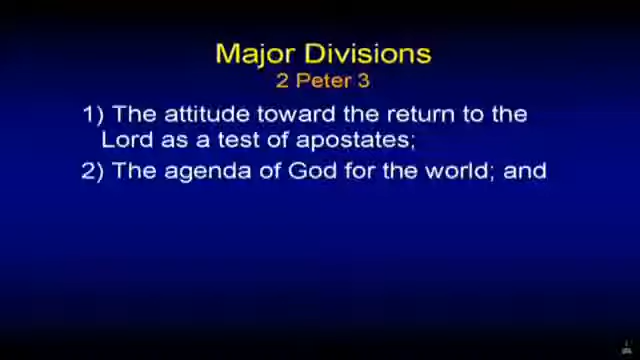 Major Divisions
2 Peter 3
1) The attitude toward the return to the
Lord as a test of apostates;
2) The agenda of God for the world; and